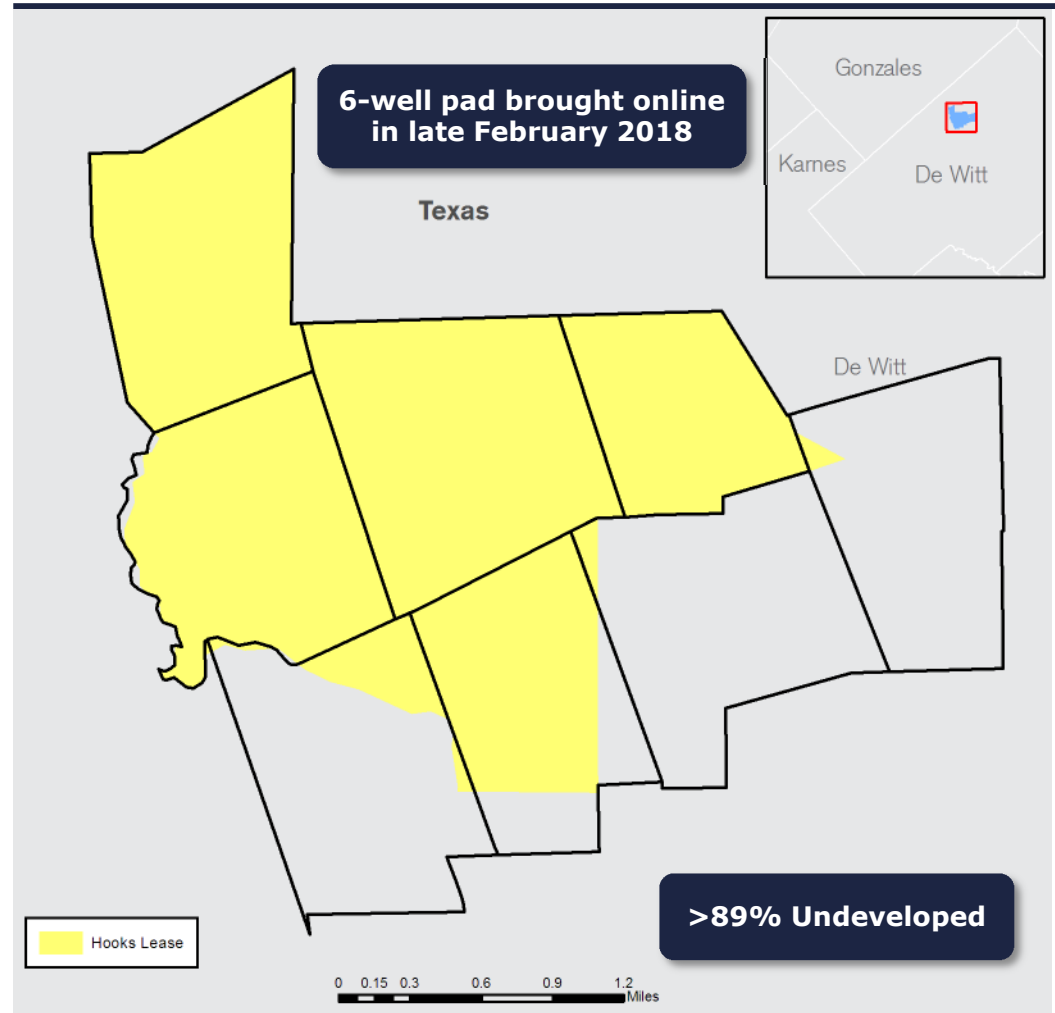 6-well pad brought online
in late February 2018
Texas
Gonzales
Karnes
De Witt
De Witt
>89% Undeveloped
Hooks Lease
0 0.15 0.3 0.6 0.9 1.2
Miles